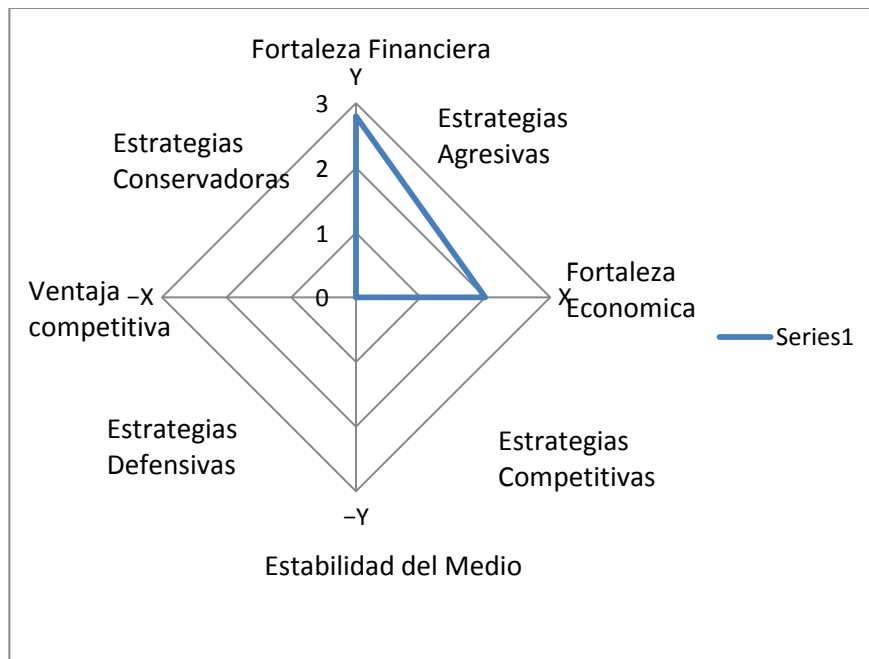 Fortaleza Financiera
Y
3
Estrategias
Agresivas
Estrategias
Conservadoras
2
1
Ventaja
competitiva
−X
0
X
Fortaleza
Economica
Series1
Estrategias
Defensivas
Estrategias
Competitivas
−Y
Estabilidad del Medio